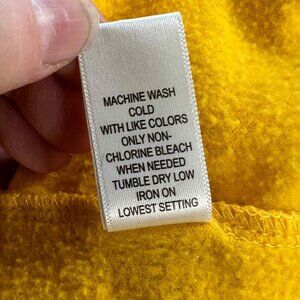 MACHINE WASH
COLD
WITH LIKE COLORS
ONLY NON-
CHLORINE BLEACH
WHEN NEEDED
TUMBLE DRY LOW
IRON ON
LOWEST SETTING